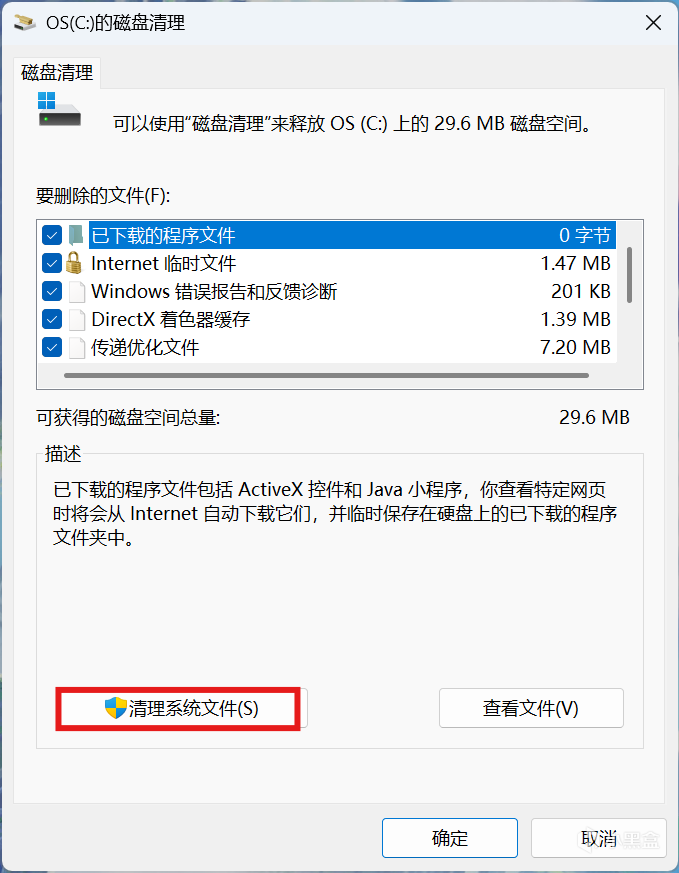 OS(C:)的磁盘清理
磁盘清理
可以使用“磁盘清理”来释放 OS (C:) 上的 29.6 MB 磁盘空间。
要删除的文件(F):
已下载的程序文件 0 字节
Internet 临时文件 1.47 MB
Windows 错误报告和反馈诊断 201 KB
DirectX 着色器缓存 1.39 MB
传递优化文件 7.20 MB
可获得的磁盘空间总量: 29.6 MB
描述
已下载的程序文件包括 ActiveX 控件和 Java 小程序，你查看特定网页
时将会从 Internet 自动下载它们，并临时保存在硬盘上的已下载的程序
文件夹中。
清理系统文件(S) 查看文件(V)
确定 取消
小黑盒